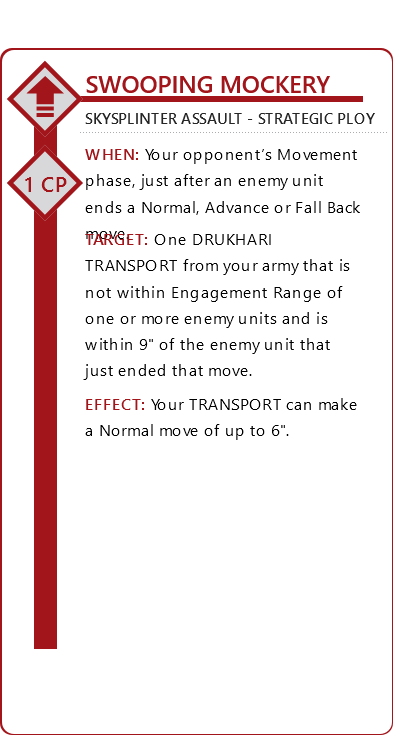 SWOOPING MOCKERY
SKYSPLINTER ASSAULT - STRATEGIC PLOY
1 CP
WHEN: Your opponent's Movement
phase, just after an enemy unit
ends a Normal, Advance or Fall Back
move.
TARGET: One DRUKHARI
TRANSPORT from your army that is
not within Engagement Range of
one or more enemy units and is
within 9" of the enemy unit that
just ended that move.
EFFECT: Your TRANSPORT can make
a Normal move of up to 6".